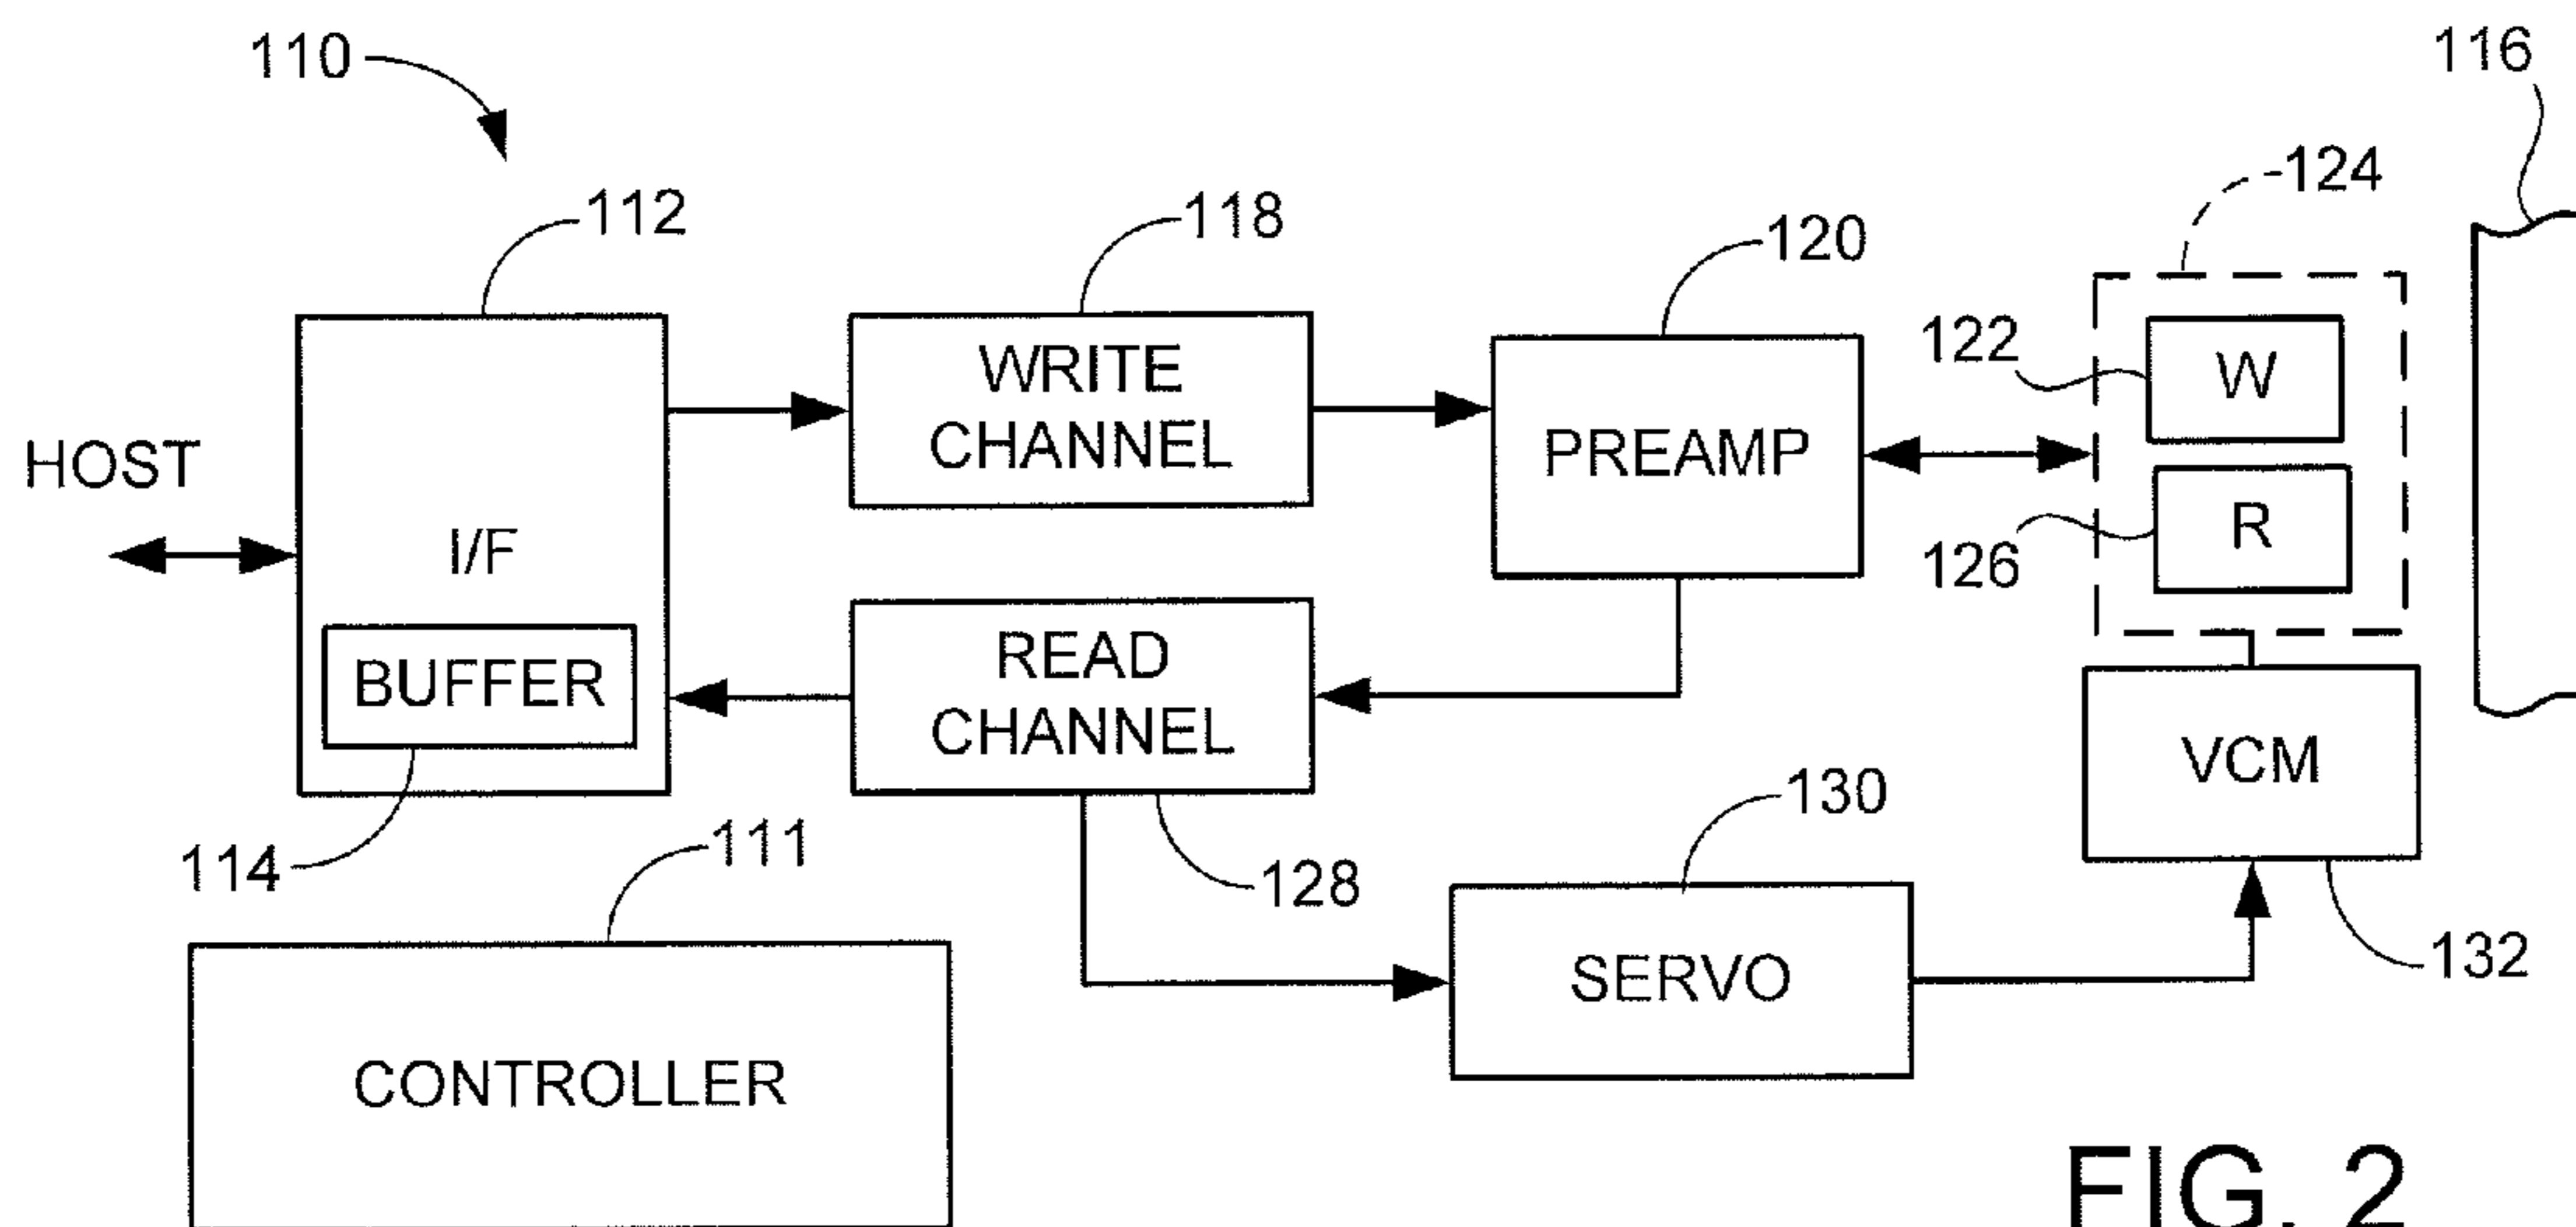 110
116
124
112
118
120
122
WRITE
CHANNEL
W
PREAMP
HOST
I/F
R
126
BUFFER
READ
CHANNEL
VCM
130
111
114
128
132
SERVO
CONTROLLER
FIG. 2